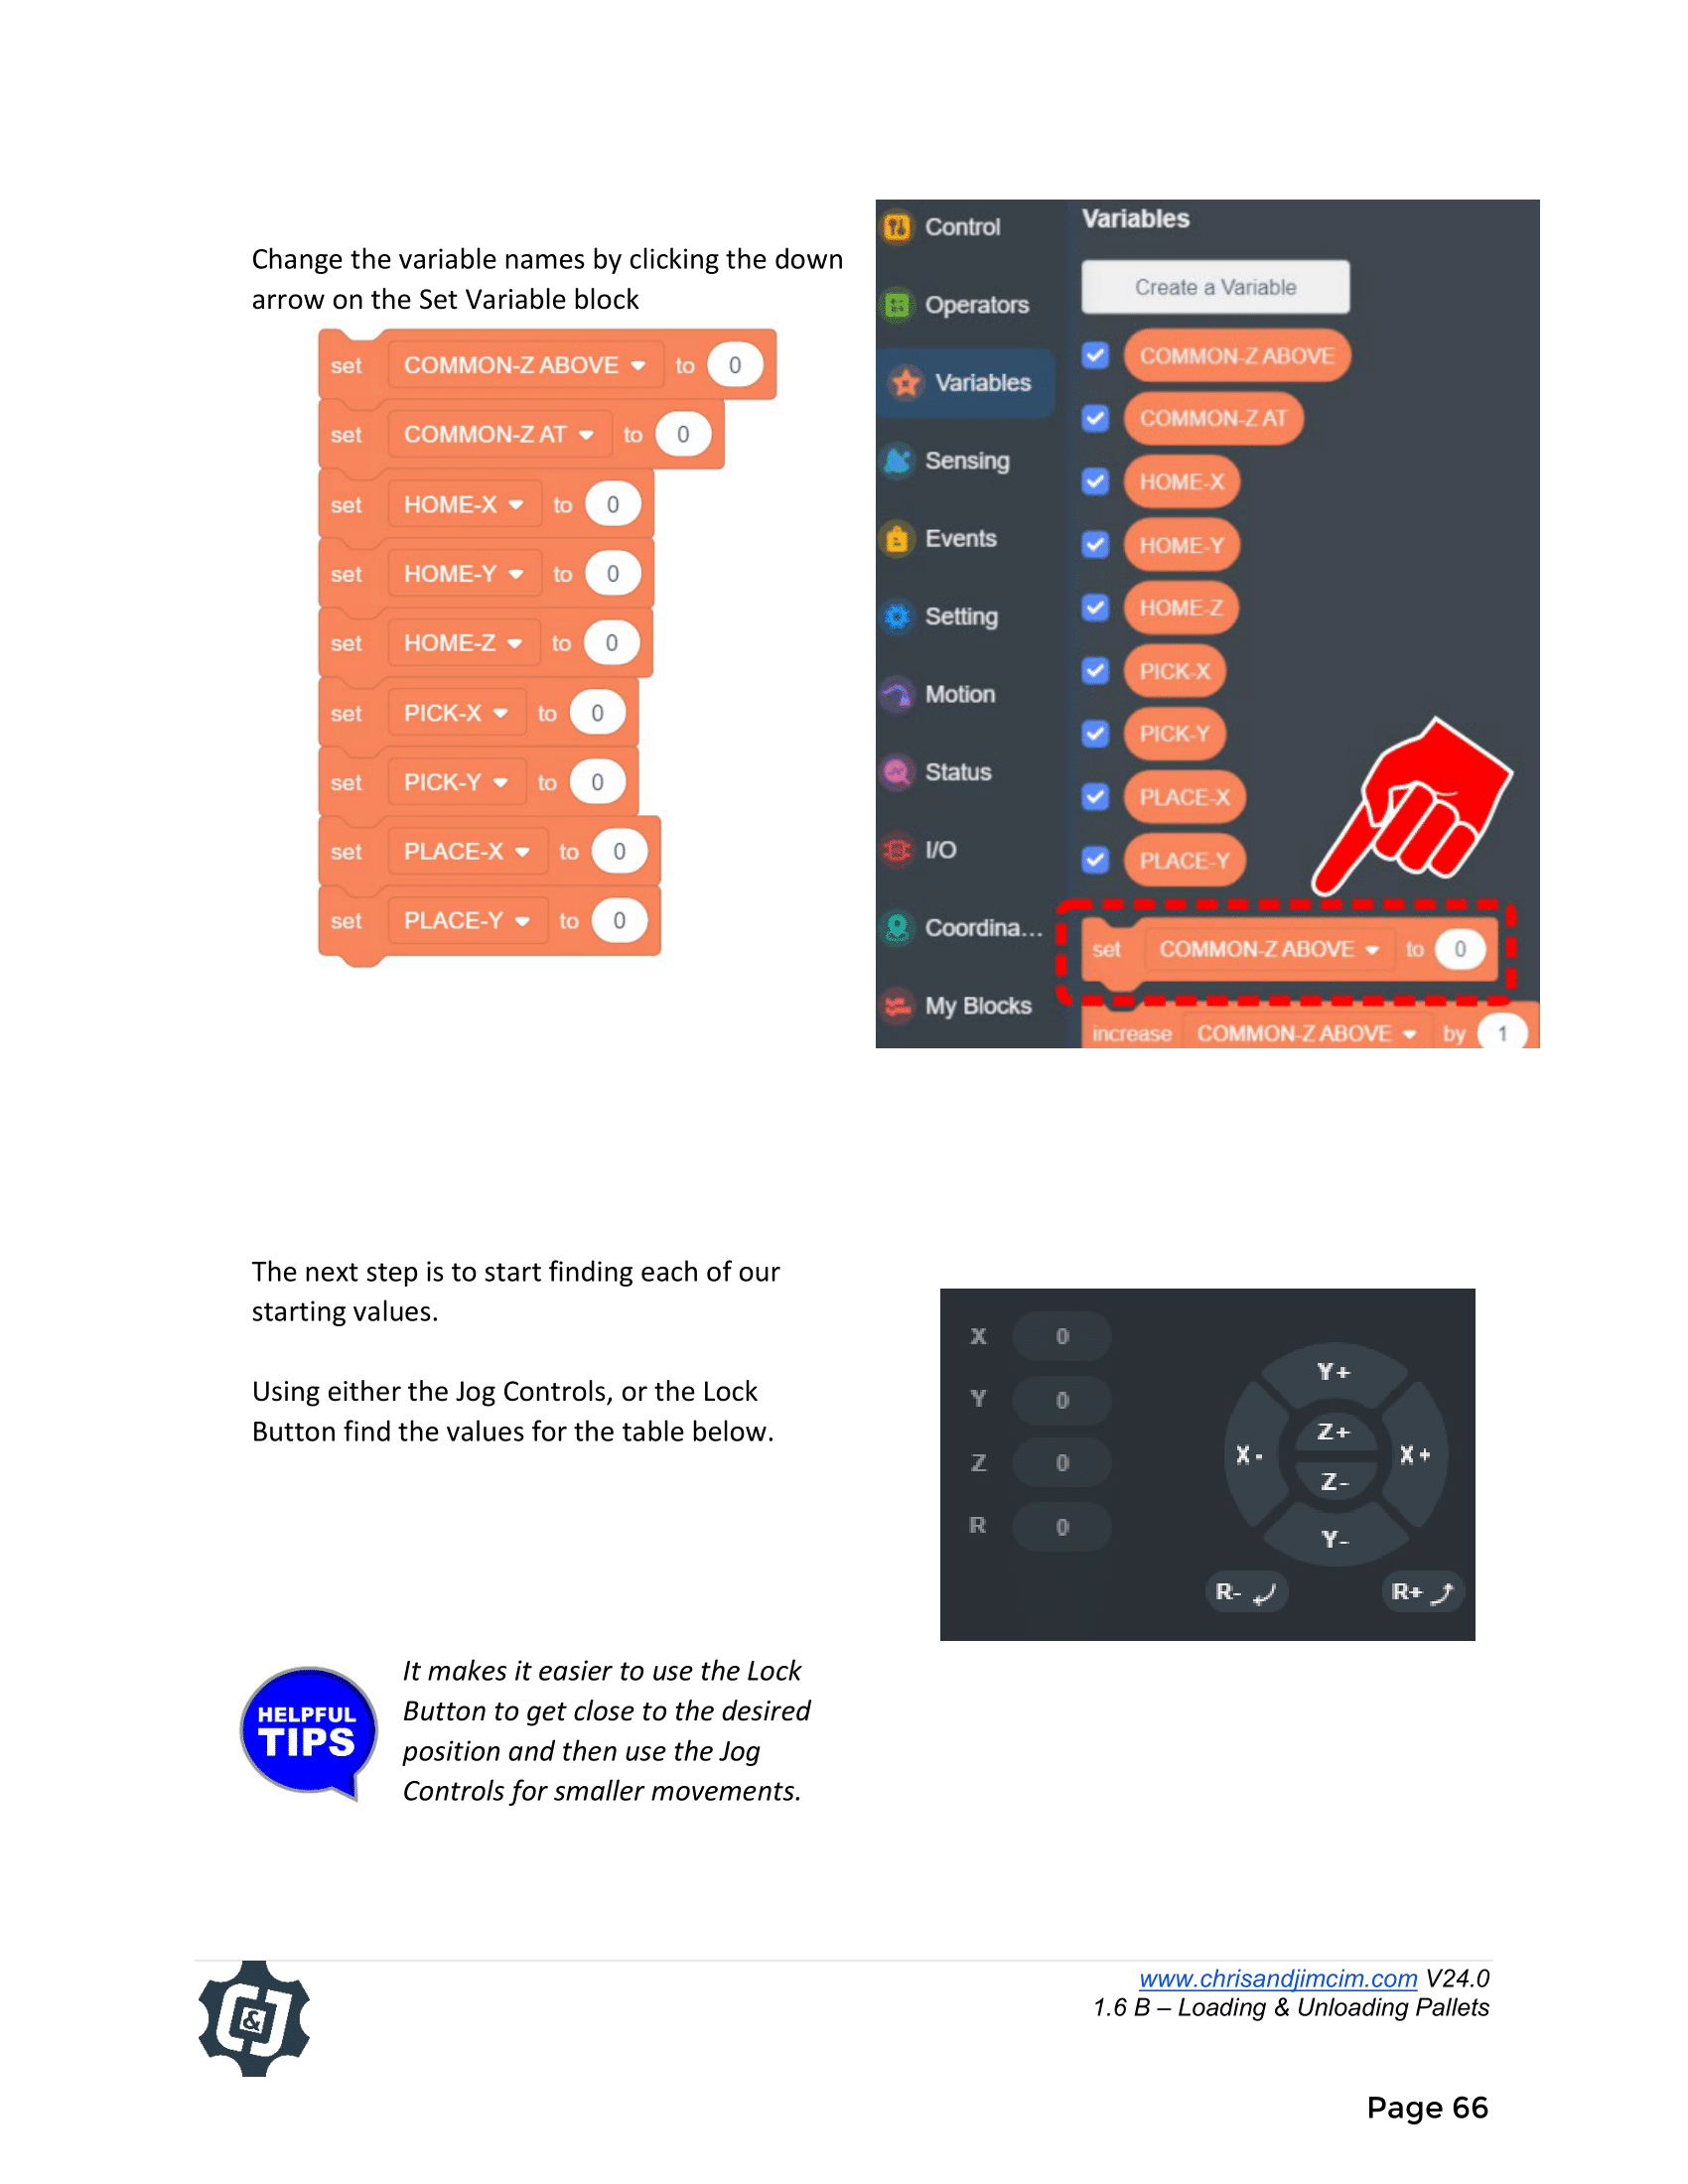 Change the variable names by clicking the down
arrow on the Set Variable block
set COMMON-Z ABOVE to 0
set COMMON-Z AT to 0
set HOME-X to 0
set HOME-Y to 0
set HOME-Z to 0
set PICK-X to 0
set PICK-Y to 0
set PLACE-X to 0
set PLACE-Y to 0
Control
Operators
Variables
Sensing
Events
Setting
Motion
Status
I/O
Coordina...
My Blocks
Variables
Create a Variable
COMMON-Z ABOVE
COMMON-Z AT
HOME-X
HOME-Y
HOME-Z
PICK-X
PICK-Y
PLACE-X
PLACE-Y
set COMMON-Z ABOVE to 0
increase COMMON-Z ABOVE by 1
The next step is to start finding each of our
starting values.
Using either the Jog Controls, or the Lock
Button find the values for the table below.
X 0
Y 0
Z 0
R 0
Y+
Z+
X- X+
Z-
Y-
R- R+
HELPFUL
TIPS
It makes it easier to use the Lock
Button to get close to the desired
position and then use the Jog
Controls for smaller movements.
C&J
www.chrisandjimcim.com V24.0
1.6 B – Loading & Unloading Pallets
Page 66